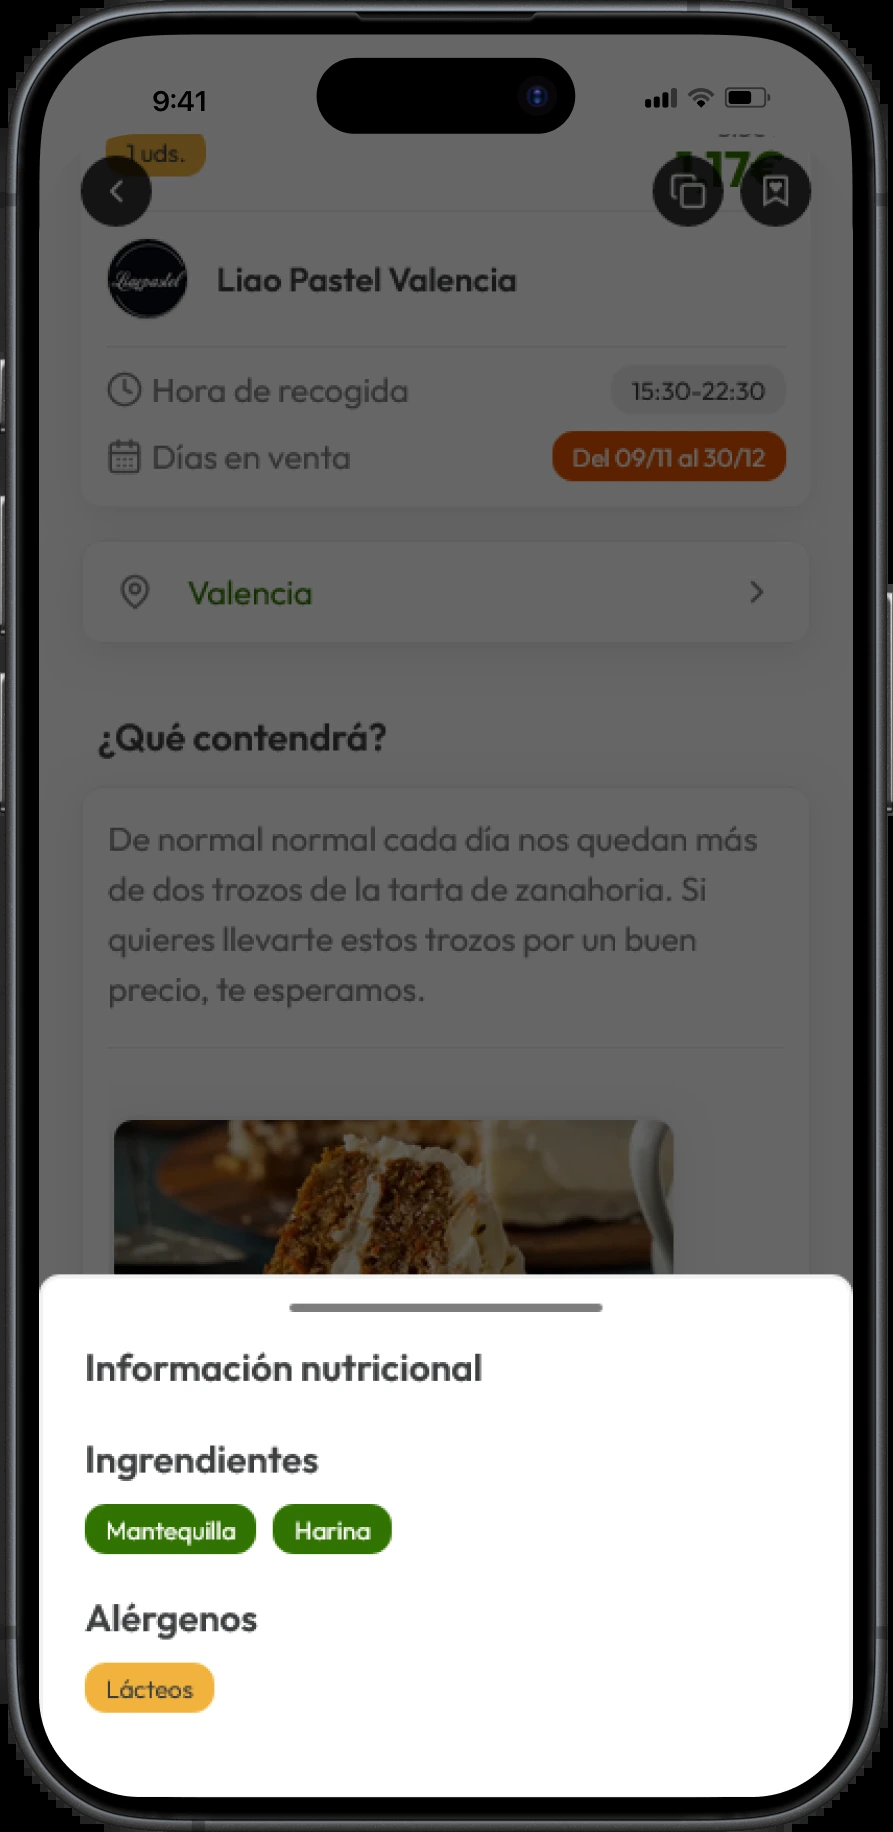 9:41
1 uds.
1,17€
Liaopastel
Liao Pastel Valencia
Hora de recogida
15:30-22:30
Días en venta
Del 09/11 al 30/12
Valencia
¿Qué contendrá?
De normal normal cada día nos quedan más
de dos trozos de la tarta de zanahoria. Si
quieres llevarte estos trozos por un buen
precio, te esperamos.
Información nutricional
Ingrendientes
Mantequilla
Harina
Alérgenos
Lácteos